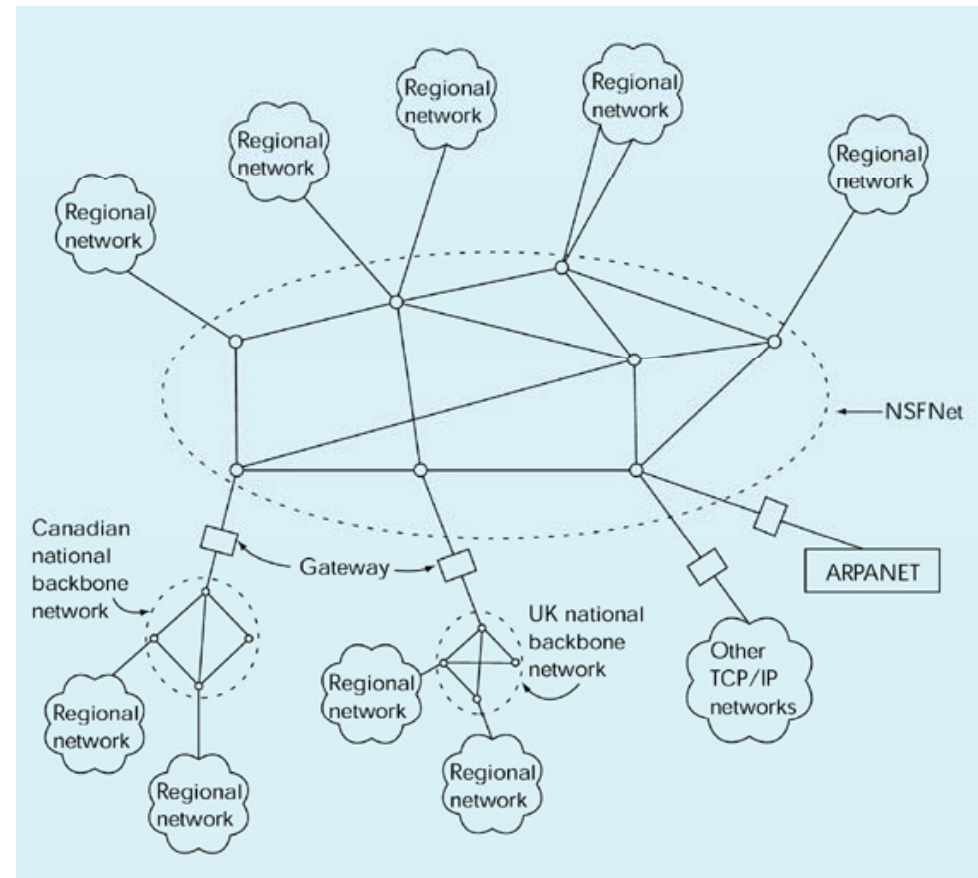 Regional
network
Regional
network
Regional
network
Regional
network
Regional
network
NSFNet
Canadian
national
backbone
network
Gateway
ARPANET
UK national
backbone
network
Other
TCP/IP
networks
Regional
network
Regional
network
Regional
network
Regional
network